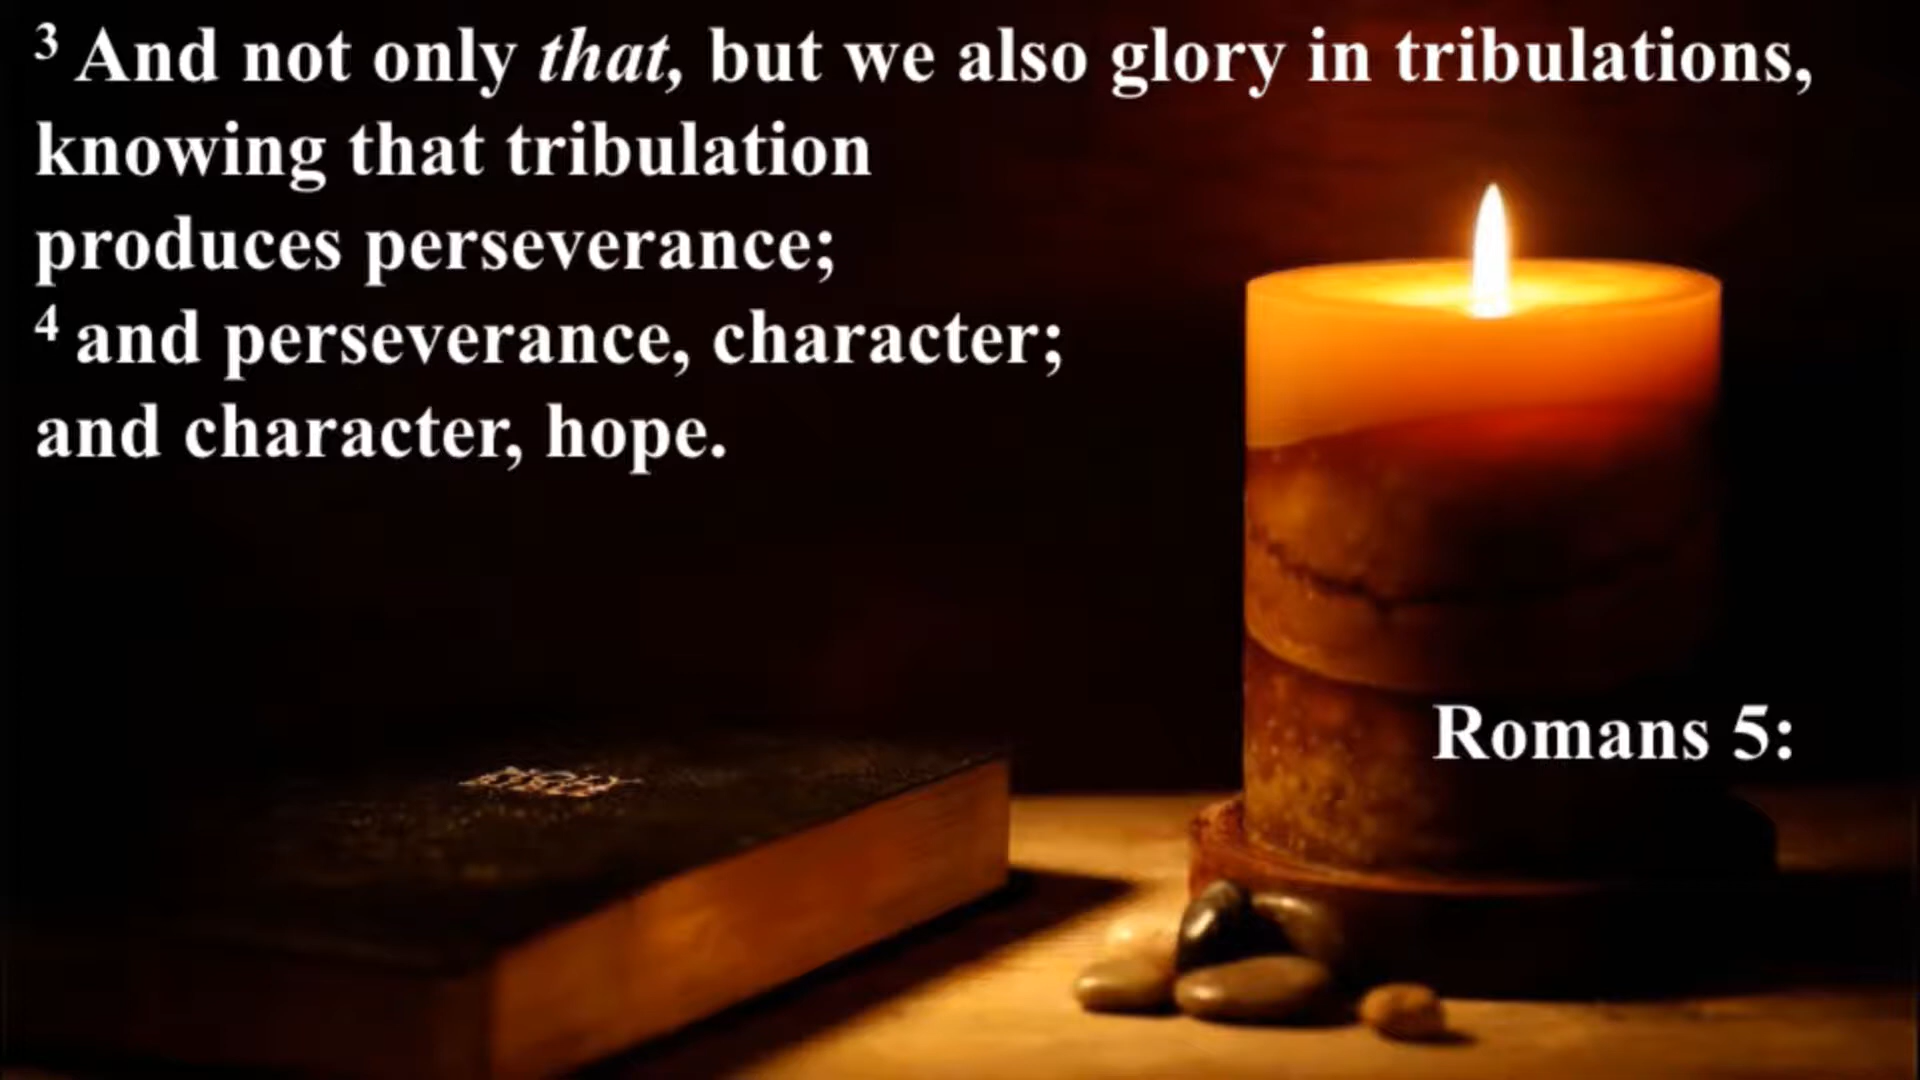 ³ And not only that, but we also glory in tribulations,
knowing that tribulation
produces perseverance;
⁴ and perseverance, character;
and character, hope.
Romans 5: